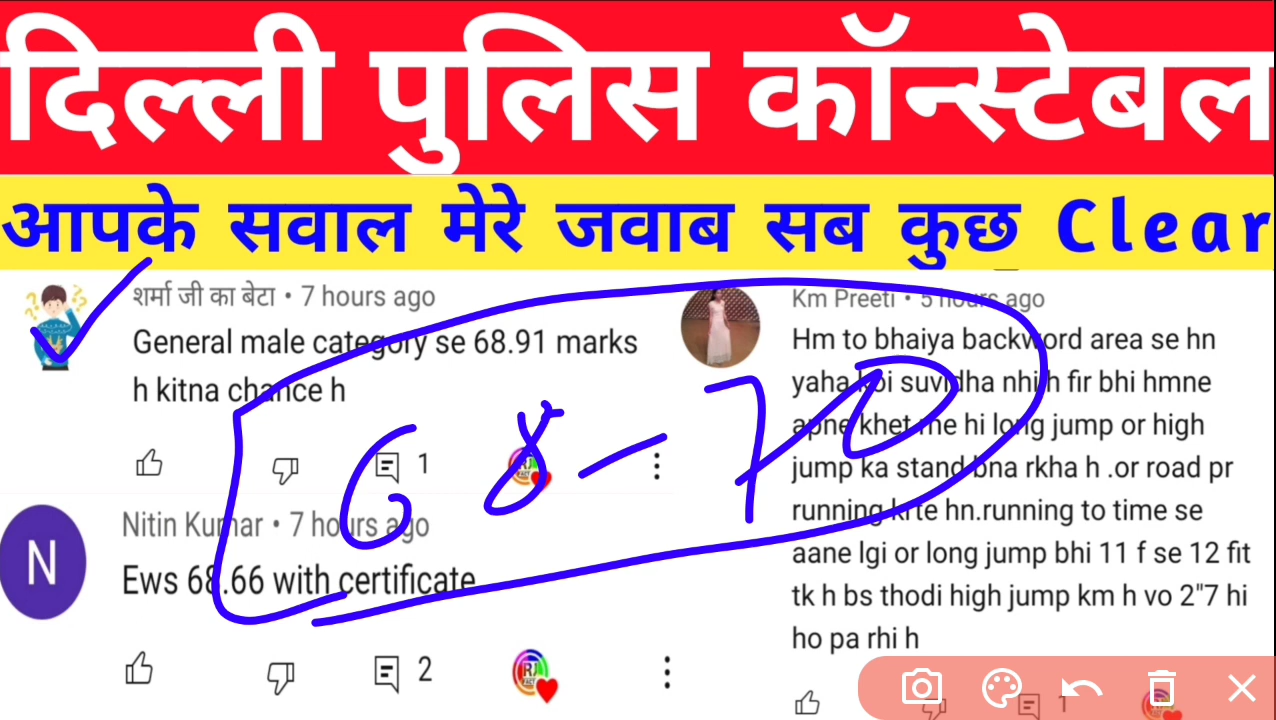 दिल्ली पुलिस कॉन्स्टेबल
आपके सवाल मेरे जवाब सब कुछ Clear
शर्मा जी का बेटा • 7 hours ago
General male category se 68.91 marks
h kitna chance h
1
Nitin Kumar • 7 hours ago
Ews 68.66 with certificate
2
68-70
Km Preeti • 5 hours ago
Hm to bhaiya backword area se hn
yaha koi suvidha nhi h fir bhi hmne
apne khet me hi long jump or high
jump ka stand bna rkha h .or road pr
running krte hn.running to time se
aane lgi or long jump bhi 11 f se 12 fit
tk h bs thodi high jump km h vo 2"7 hi
ho pa rhi h
1